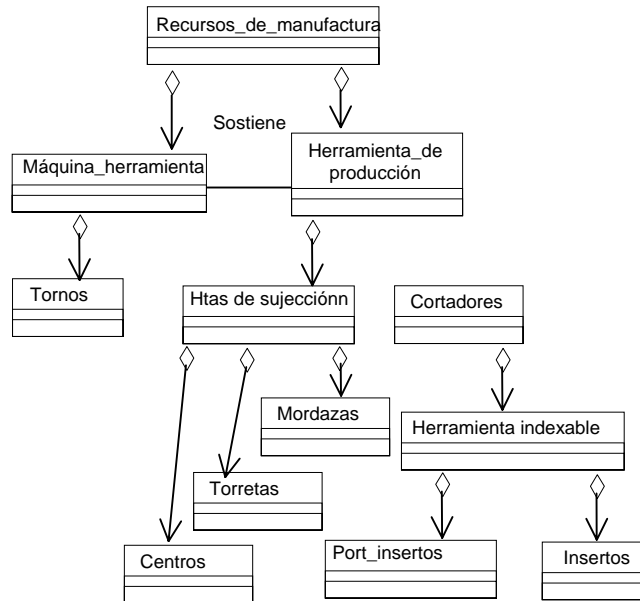 Recursos_de_manufactura
Sostiene
Máquina_herramienta
Herramienta_de
producción
Tornos
Htas de sujecciónn
Cortadores
Mordazas
Herramienta indexable
Torretas
Centros
Port_insertos
Insertos